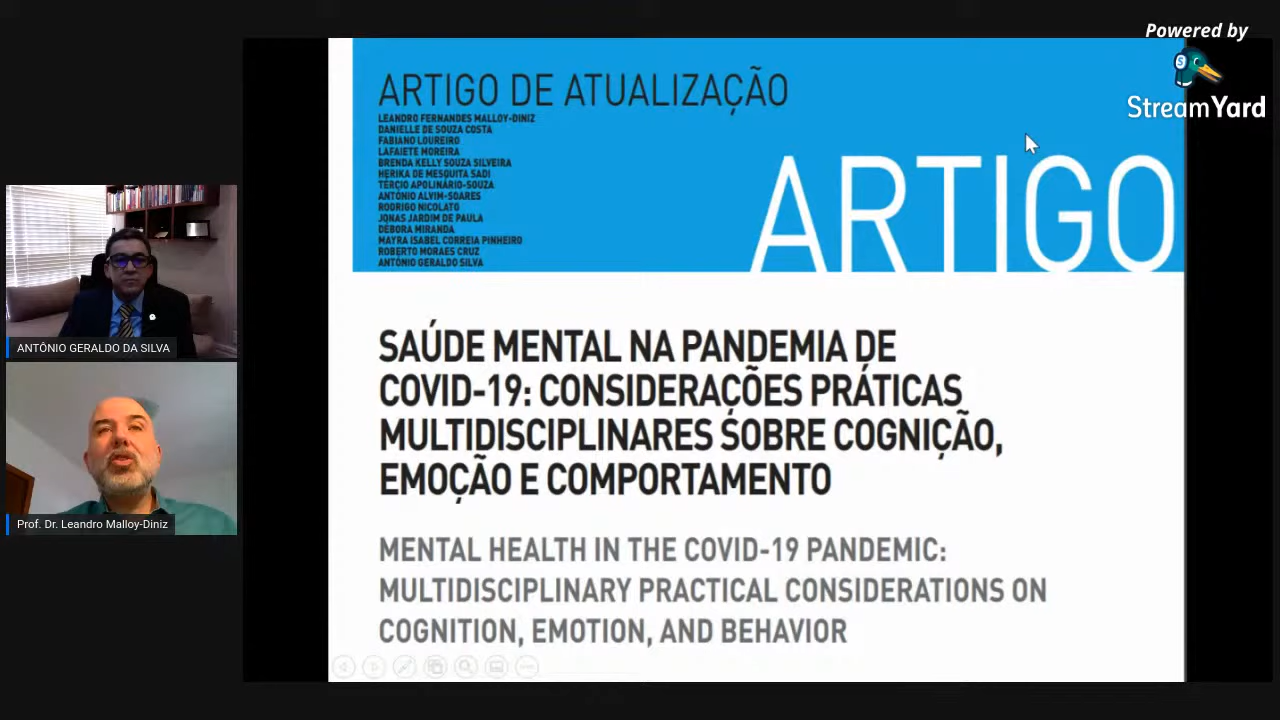 Powered by
StreamYard
ARTIGO DE ATUALIZAÇÃO
LEANDRO FERNANDES MALLOY-DINIZ
DANIELLE DE SOUZA COSTA
FABIANO LOUREIRO
LAFAIETE MOREIRA
BRENDA KELLY SOUZA SILVEIRA
HERIKA DE MESQUITA SADI
TÉRCIO APOLINÁRIO-SOUZA
ANTÔNIO ALVIM-SOARES
RODRIGO NICOLATO
JONAS JARDIM DE PAULA
DÉBORA MIRANDA
MAYRA ISABEL CORREIA PINHEIRO
ROBERTO MORAES CRUZ
ANTÔNIO GERALDO SILVA
ARTIGO
SAÚDE MENTAL NA PANDEMIA DE
COVID-19: CONSIDERAÇÕES PRÁTICAS
MULTIDISCIPLINARES SOBRE COGNIÇÃO,
EMOÇÃO E COMPORTAMENTO
MENTAL HEALTH IN THE COVID-19 PANDEMIC:
MULTIDISCIPLINARY PRACTICAL CONSIDERATIONS ON
COGNITION, EMOTION, AND BEHAVIOR
ANTÔNIO GERALDO DA SILVA
Prof. Dr. Leandro Malloy-Diniz